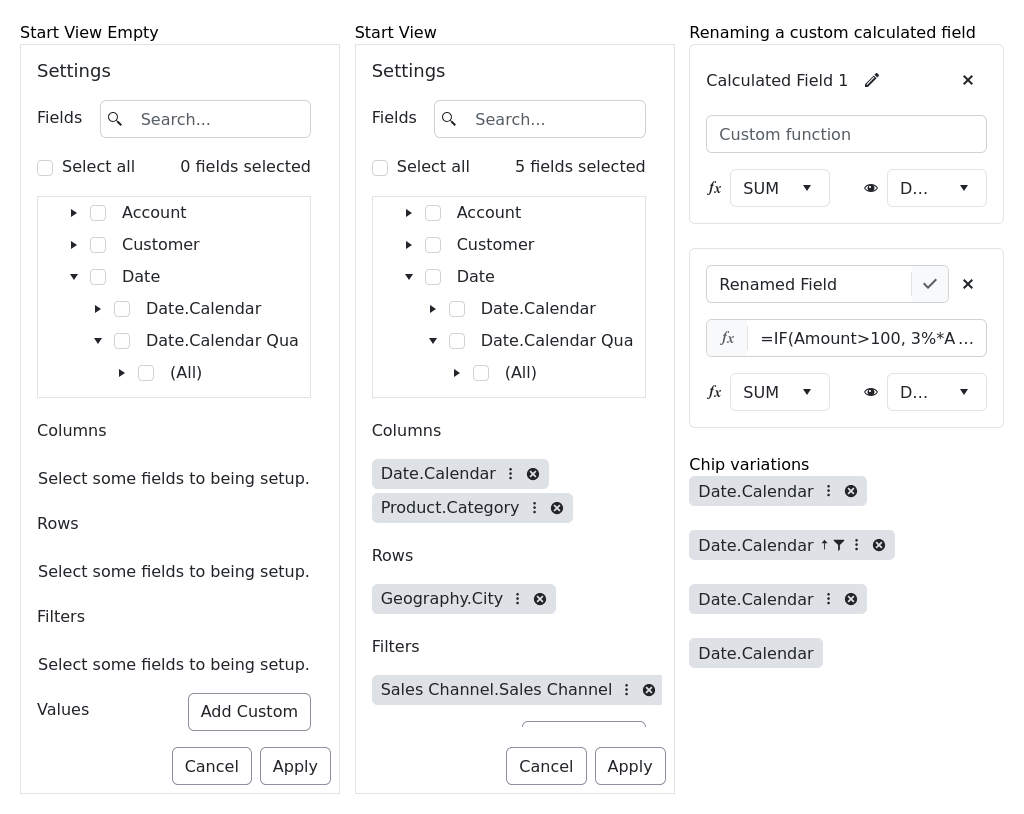 Start View Empty
Settings
Fields
Search...
Select all
0 fields selected
Account
Customer
Date
Date.Calendar
Date.Calendar Qua
(All)
Columns
Select some fields to being setup.
Rows
Select some fields to being setup.
Filters
Select some fields to being setup.
Values
Add Custom
Cancel
Apply
Start View
Settings
Fields
Search...
Select all
5 fields selected
Account
Customer
Date
Date.Calendar
Date.Calendar Qua
(All)
Columns
Date.Calendar
Product.Category
Rows
Geography.City
Filters
Sales Channel.Sales Channel
Cancel
Apply
Renaming a custom calculated field
Calculated Field 1
Custom function
fx
SUM
D...
Renamed Field
fx
=IF(Amount>100, 3%*A...
fx
SUM
D...
Chip variations
Date.Calendar
Date.Calendar
Date.Calendar
Date.Calendar